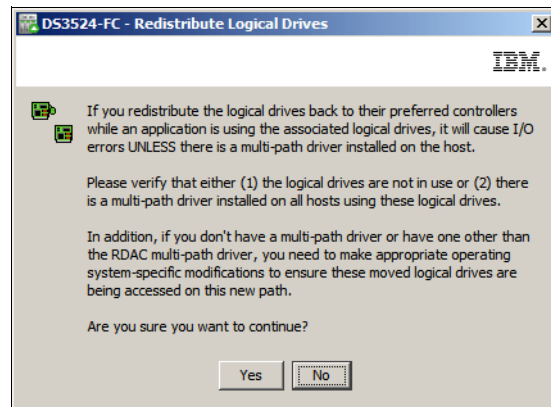 DS3524-FC - Redistribute Logical Drives
IBM.
If you redistribute the logical drives back to their preferred controllers
while an application is using the associated logical drives, it will cause I/O
errors UNLESS there is a multi-path driver installed on the host.
Please verify that either (1) the logical drives are not in use or (2) there
is a multi-path driver installed on all hosts using these logical drives.
In addition, if you don't have a multi-path driver or have one other than
the RDAC multi-path driver, you need to make appropriate operating
system-specific modifications to ensure these moved logical drives are
being accessed on this new path.
Are you sure you want to continue?
Yes No